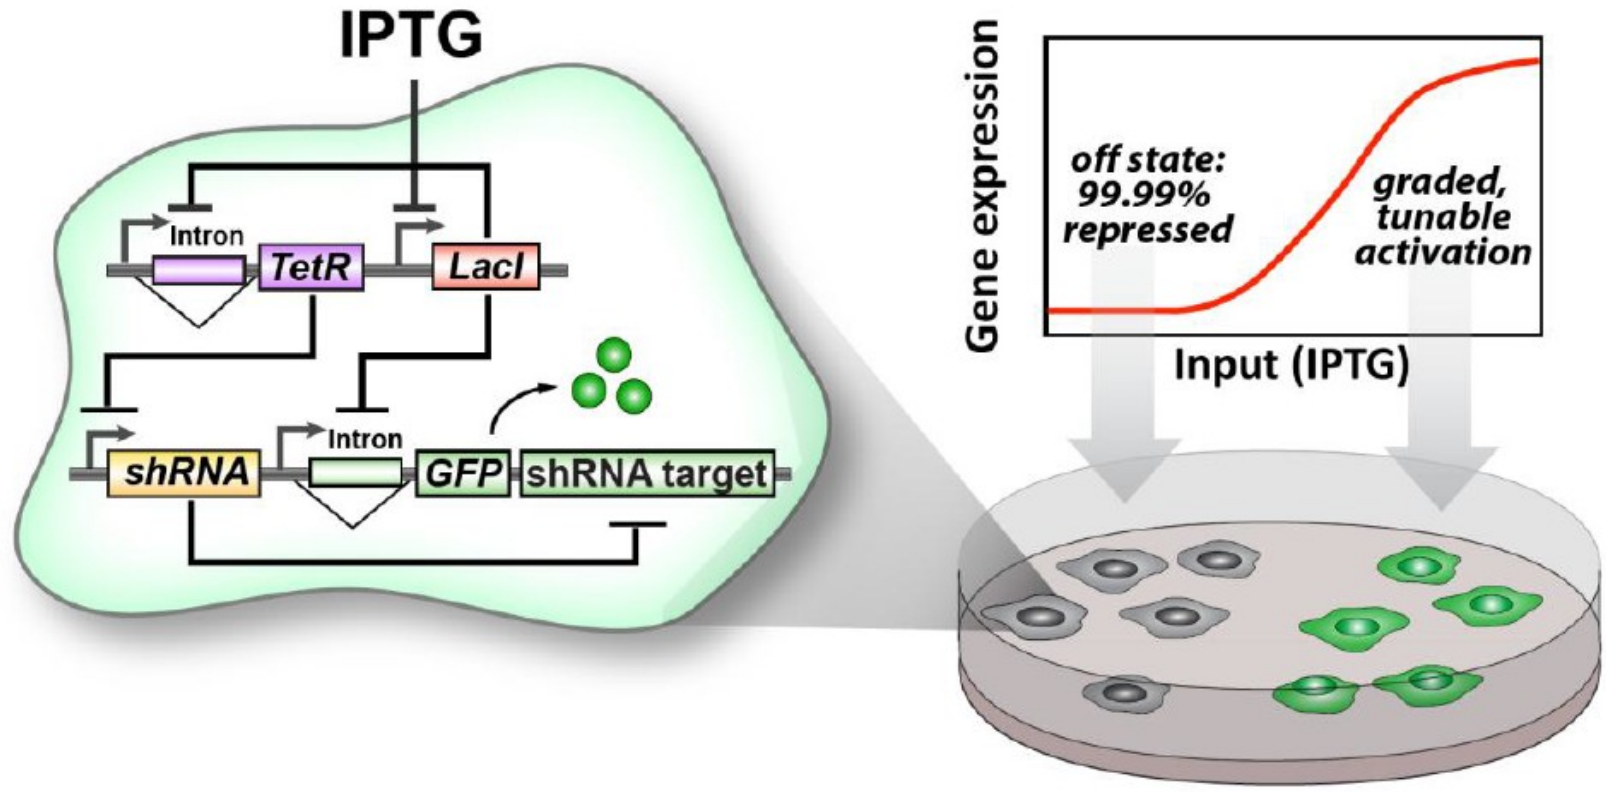 IPTG
Intron
TetR
LacI
shRNA
Intron
GFP
shRNA target
Gene expression
off state:
99.99%
repressed
graded,
tunable
activation
Input (IPTG)